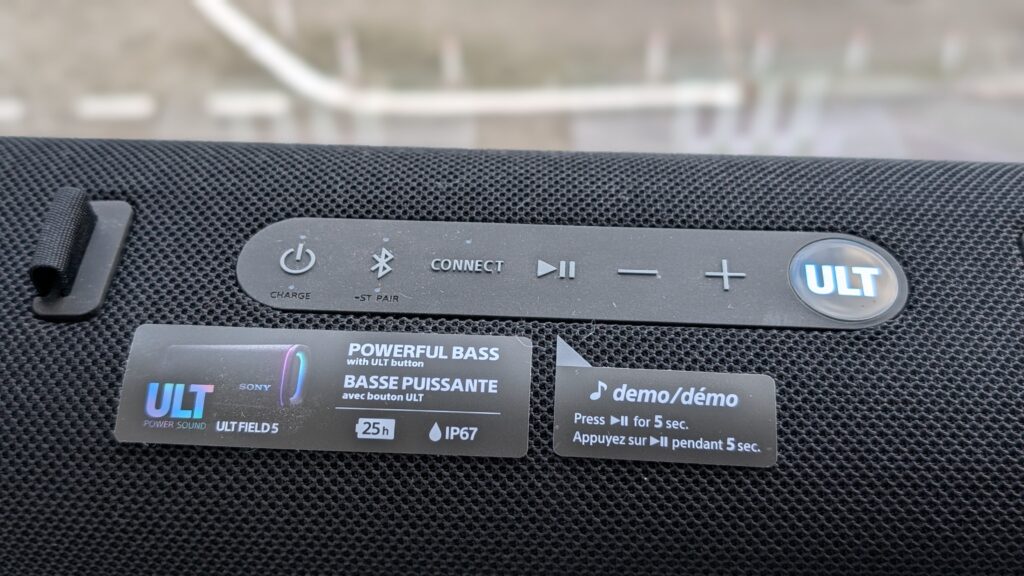 CONNECT
ULT
CHARGE
-ST PAIR
POWERFUL BASS
with ULT button
BASSE PUISSANTE
avec bouton ULT
SONY
ULT
POWER SOUND
ULT FIELD 5
25h
IP67
demo/démo
Press ▶II for 5 sec.
Appuyez sur ▶II pendant 5 sec.